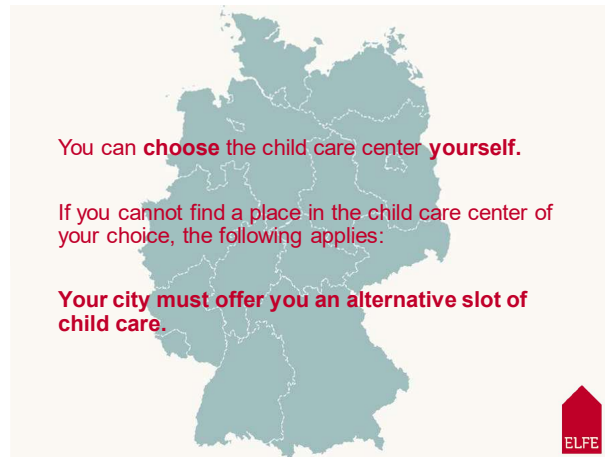 You can choose the child care center yourself.
If you cannot find a place in the child care center of
your choice, the following applies:
Your city must offer you an alternative slot of
child care.
ELFE